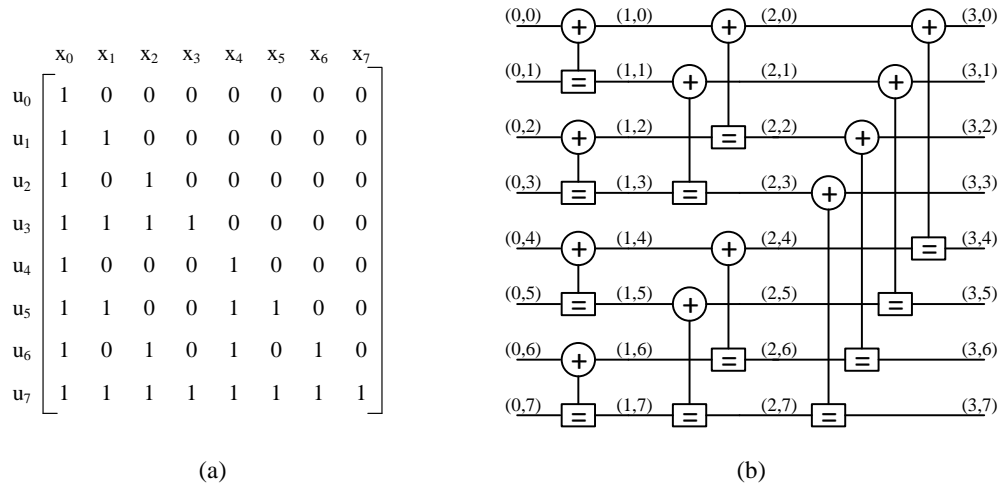 x₀ x₁ x₂ x₃ x₄ x₅ x₆ x₇
u₀ 1 0 0 0 0 0 0 0
u₁ 1 1 0 0 0 0 0 0
u₂ 1 0 1 0 0 0 0 0
u₃ 1 1 1 1 0 0 0 0
u₄ 1 0 0 0 1 0 0 0
u₅ 1 1 0 0 1 1 0 0
u₆ 1 0 1 0 1 0 1 0
u₇ 1 1 1 1 1 1 1 1
(a)
(0,0) + (1,0) + (2,0) + (3,0)
(0,1) = (1,1) + (2,1) + (3,1)
(0,2) + (1,2) = (2,2) + (3,2)
(0,3) = (1,3) = (2,3) + (3,3)
(0,4) + (1,4) + (2,4) = (3,4)
(0,5) = (1,5) + (2,5) = (3,5)
(0,6) + (1,6) = (2,6) = (3,6)
(0,7) = (1,7) = (2,7) = (3,7)
(b)